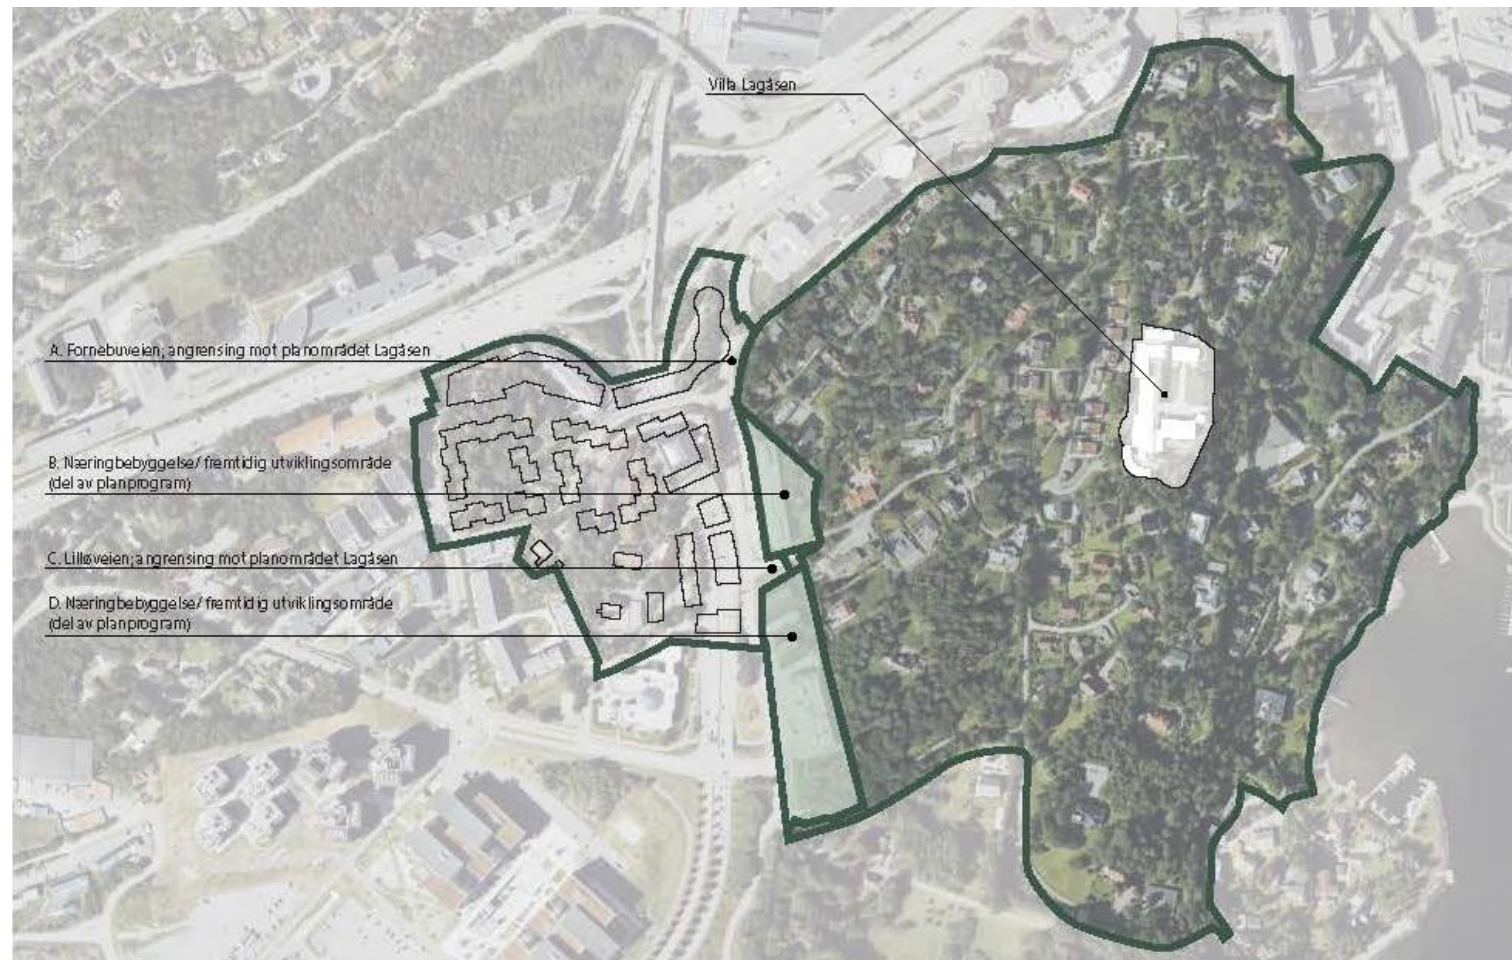 Villa Lagåsen
A. Fornebuveien; angrensing mot planområdet Lagåsen
B. Næringbebyggelse/ fremtidig utviklingsområde
(del av planprogram)
C. Lilløveien; angrensing mot planområdet Lagåsen
D. Næringbebyggelse/ fremtidig utviklingsområde
(del av planprogram)